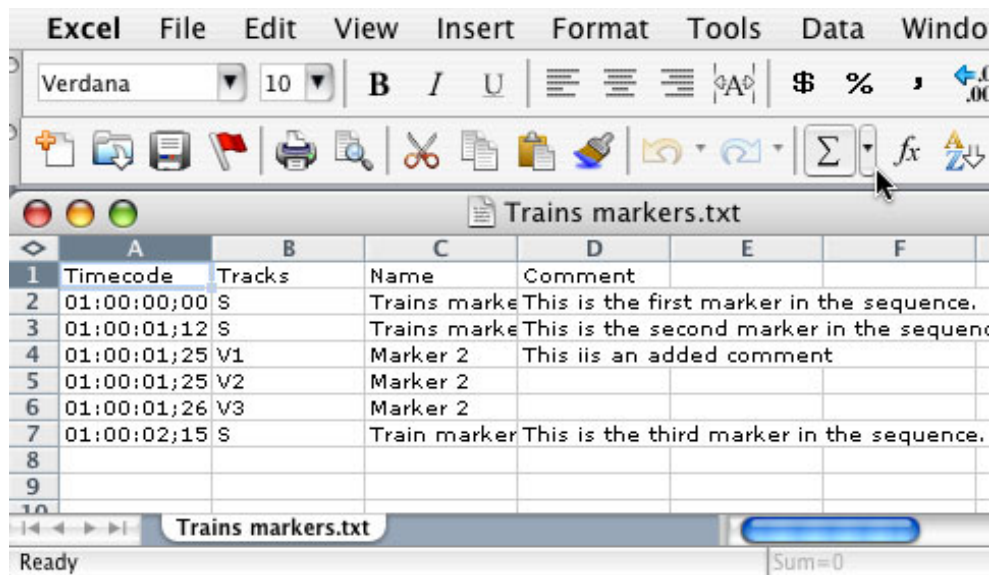 Excel File Edit View Insert Format Tools Data Windo
Verdana 10 B I U A $ % , .0 .00
Σ fx A Z
Trains markers.txt
A B C D E F
1 Timecode Tracks Name Comment
2 01:00:00;00 S Trains marke This is the first marker in the sequence.
3 01:00:01;12 S Trains marke This is the second marker in the sequenc
4 01:00:01;25 V1 Marker 2 This iis an added comment
5 01:00:01;25 V2 Marker 2
6 01:00:01;26 V3 Marker 2
7 01:00:02;15 S Train marker This is the third marker in the sequence.
8
9
10
Trains markers.txt
Ready Sum=0